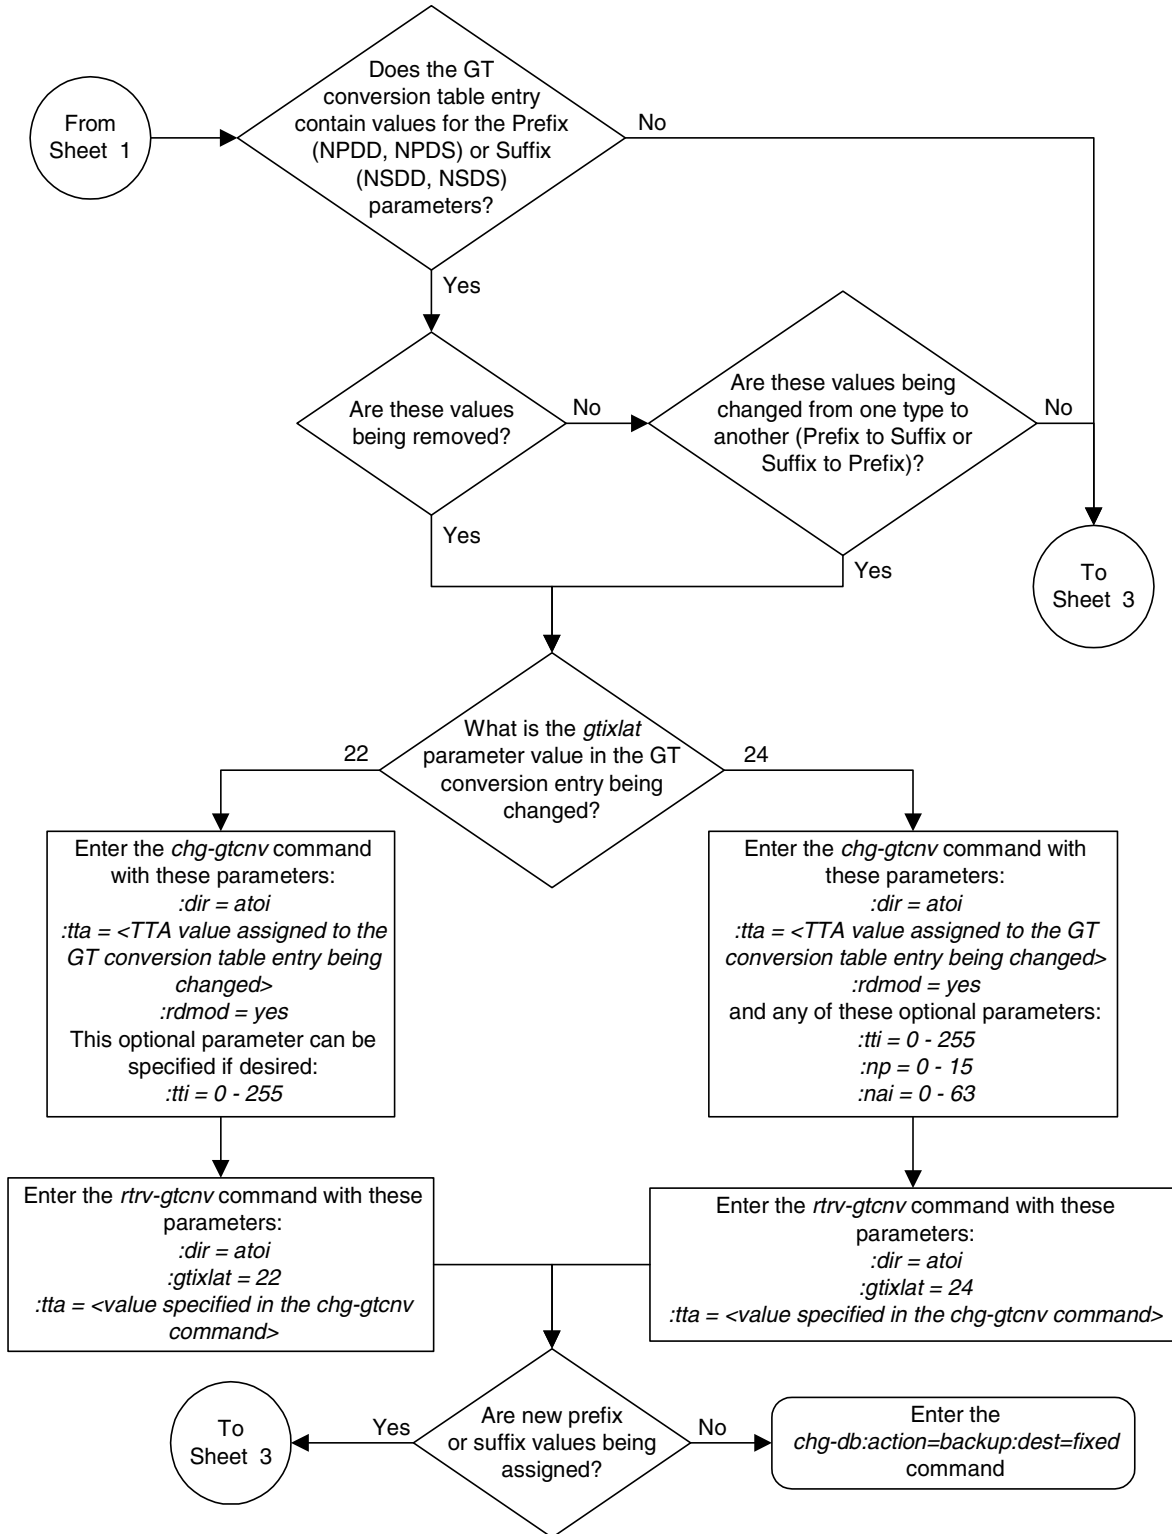 Does the GT
conversion table entry
contain values for the Prefix
(NPDD, NPDS) or Suffix
(NSDD, NSDS)
parameters?
From
Sheet 1
No
Yes
Are these values
being removed?
No
Are these values being
changed from one type to
another (Prefix to Suffix or
Suffix to Prefix)?
No
Yes
Yes
To
Sheet 3
What is the gtixlat
parameter value in the GT
conversion entry being
changed?
22
24
Enter the chg-gtcnv command
with these parameters:
:dir = atoi
:tta = <TTA value assigned to the
GT conversion table entry being
changed>
:rdmod = yes
This optional parameter can be
specified if desired:
:tti = 0 - 255
Enter the chg-gtcnv command with
these parameters:
:dir = atoi
:tta = <TTA value assigned to the GT
conversion table entry being changed>
:rdmod = yes
and any of these optional parameters:
:tti = 0 - 255
:np = 0 - 15
:nai = 0 - 63
Enter the rtrv-gtcnv command with these
parameters:
:dir = atoi
:gtixlat = 22
:tta = <value specified in the chg-gtcnv
command>
Enter the rtrv-gtcnv command with these
parameters:
:dir = atoi
:gtixlat = 24
:tta = <value specified in the chg-gtcnv command>
To
Sheet 3
Yes
Are new prefix
or suffix values being
assigned?
No
Enter the
chg-db:action=backup:dest=fixed
command